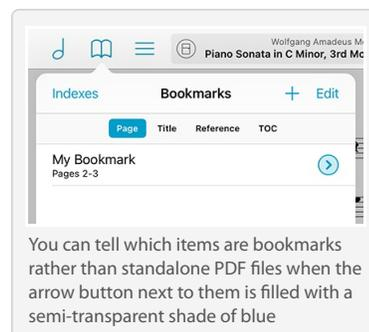 Wolfgang Amadeus M
Piano Sonata in C Minor, 3rd Mo
Indexes Bookmarks + Edit
Page Title Reference TOC
My Bookmark
Pages 2-3
You can tell which items are bookmarks
rather than standalone PDF files when the
arrow button next to them is filled with a
semi-transparent shade of blue